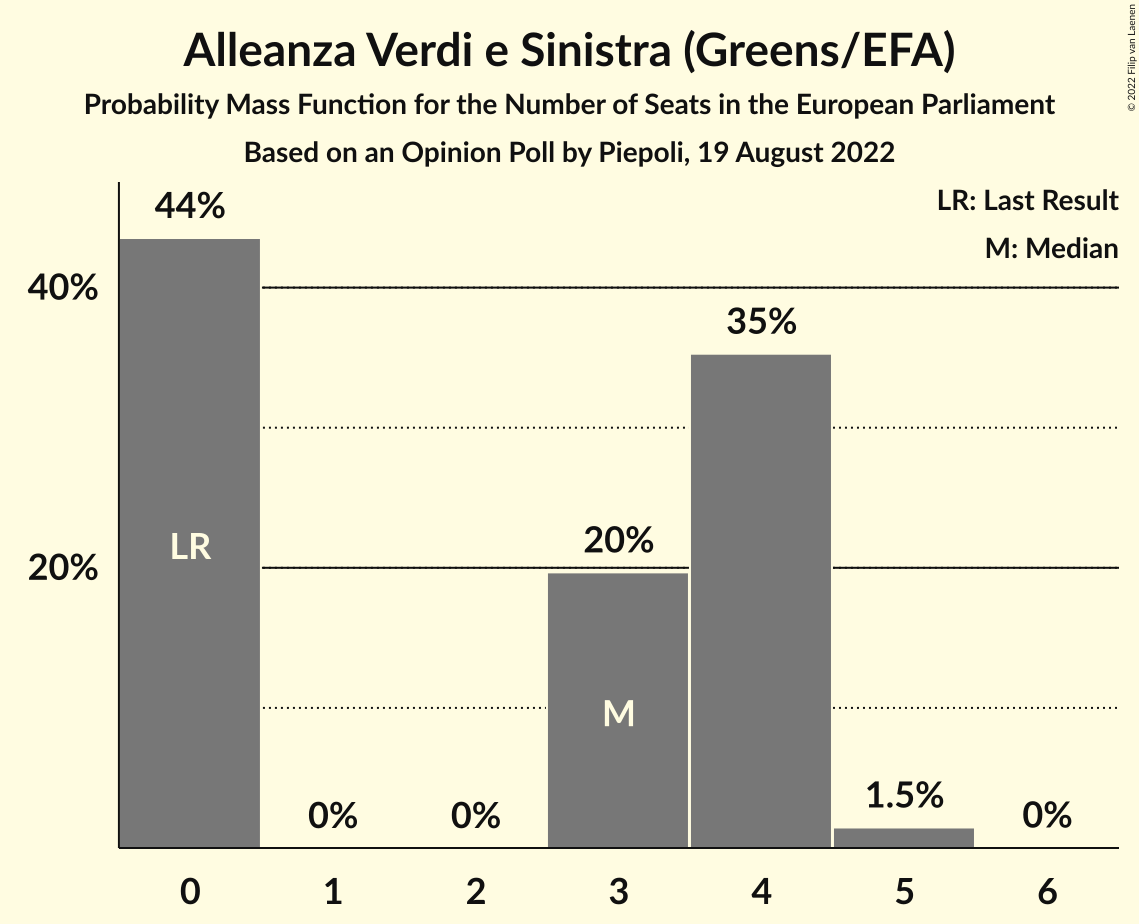 Alleanza Verdi e Sinistra (Greens/EFA)
Probability Mass Function for the Number of Seats in the European Parliament
Based on an Opinion Poll by Piepoli, 19 August 2022
© 2022 Filip van Laenen
LR: Last Result
M: Median
44%
40%
35%
20%
20%
LR
M
1.5%
0%
0%
0%
0 1 2 3 4 5 6